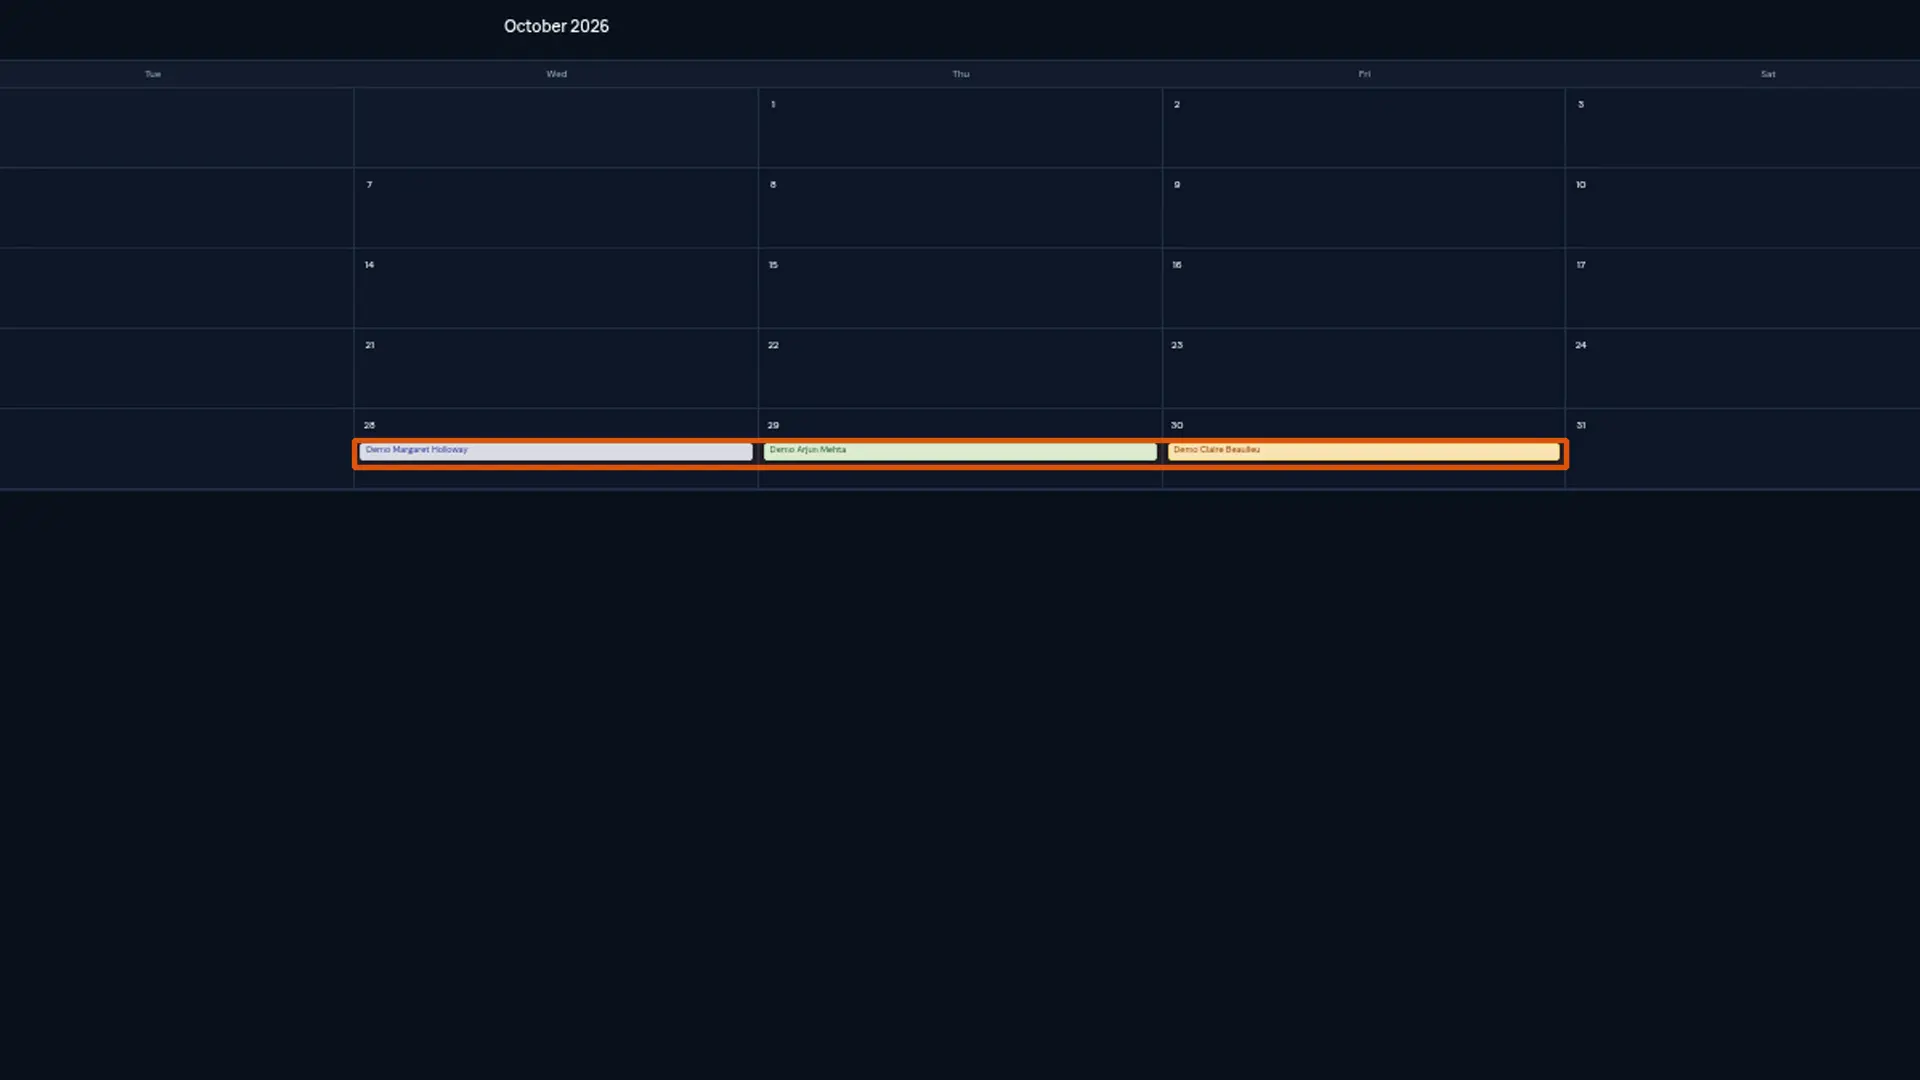 October 2026
Tue Wed Thu Fri Sat
1 2 3
7 8 9 10
14 15 16 17
21 22 23 24
28 29 30 31
Demo Margaret Holloway Demo Arjun Mehta Demo Claire Beaulieu